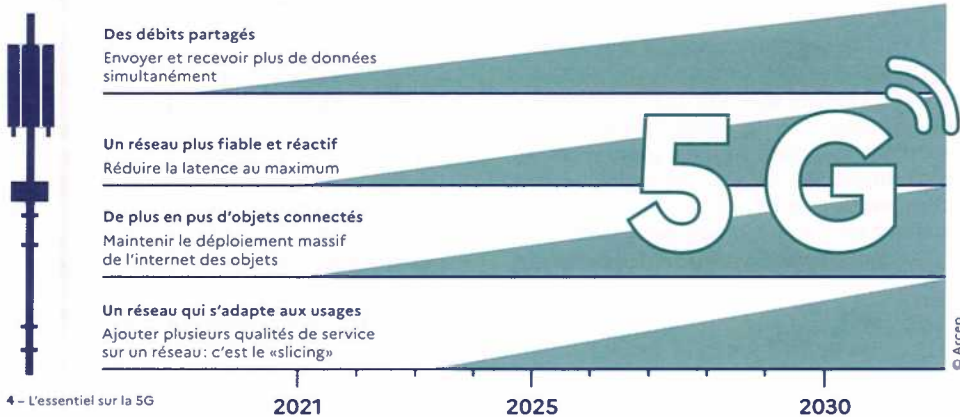 Des débits partagés
Envoyer et recevoir plus de données
simultanément
Un réseau plus fiable et réactif
Réduire la latence au maximum
De plus en pus d'objets connectés
Maintenir le déploiement massif
de l'internet des objets
Un réseau qui s'adapte aux usages
Ajouter plusieurs qualités de service
sur un réseau : c'est le «slicing»
5G
© Arcep
4 – L'essentiel sur la 5G
2021 2025 2030